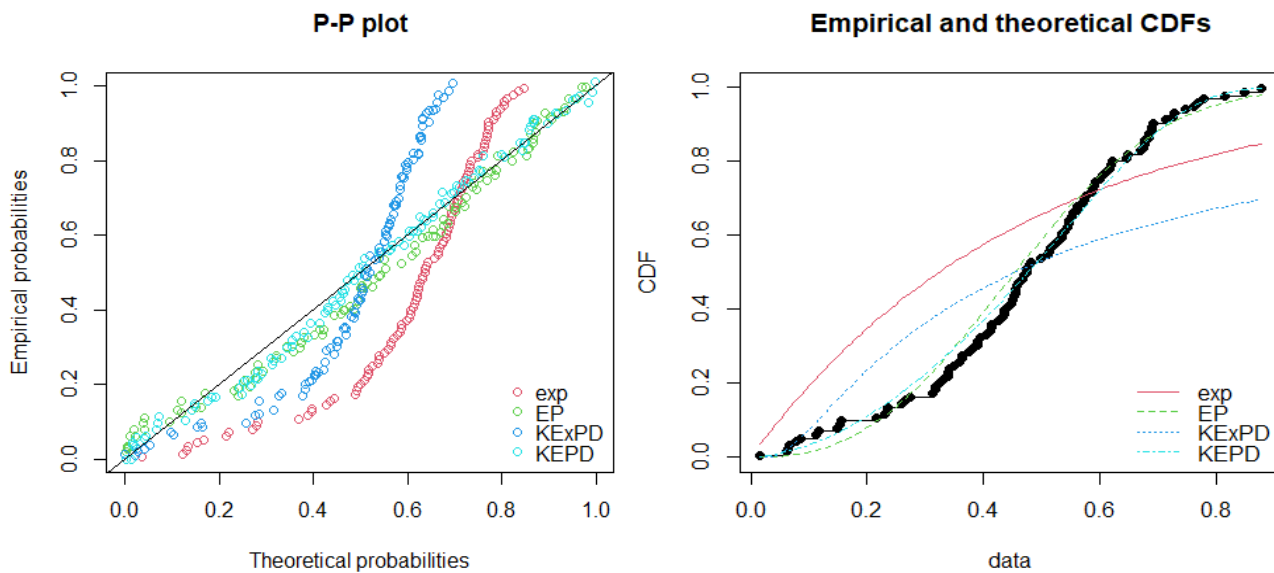 P-P plot
Empirical probabilities
0.0 0.2 0.4 0.6 0.8 1.0
exp
EP
KExPD
KEPD
0.0 0.2 0.4 0.6 0.8 1.0
Theoretical probabilities
Empirical and theoretical CDFs
CDF
0.0 0.2 0.4 0.6 0.8 1.0
exp
EP
KExPD
KEPD
0.0 0.2 0.4 0.6 0.8
data